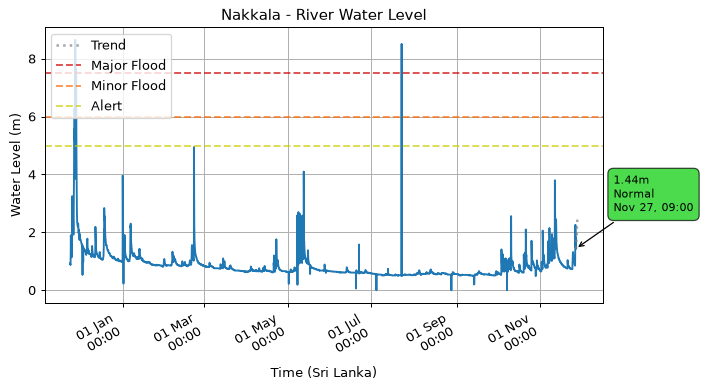 Nakkala - River Water Level
Trend
Major Flood
Minor Flood
Alert
Water Level (m)
8
6
4
2
0
1.44m
Normal
Nov 27, 09:00
01 Jan
00:00
01 Mar
00:00
01 May
00:00
01 Jul
00:00
01 Sep
00:00
01 Nov
00:00
Time (Sri Lanka)